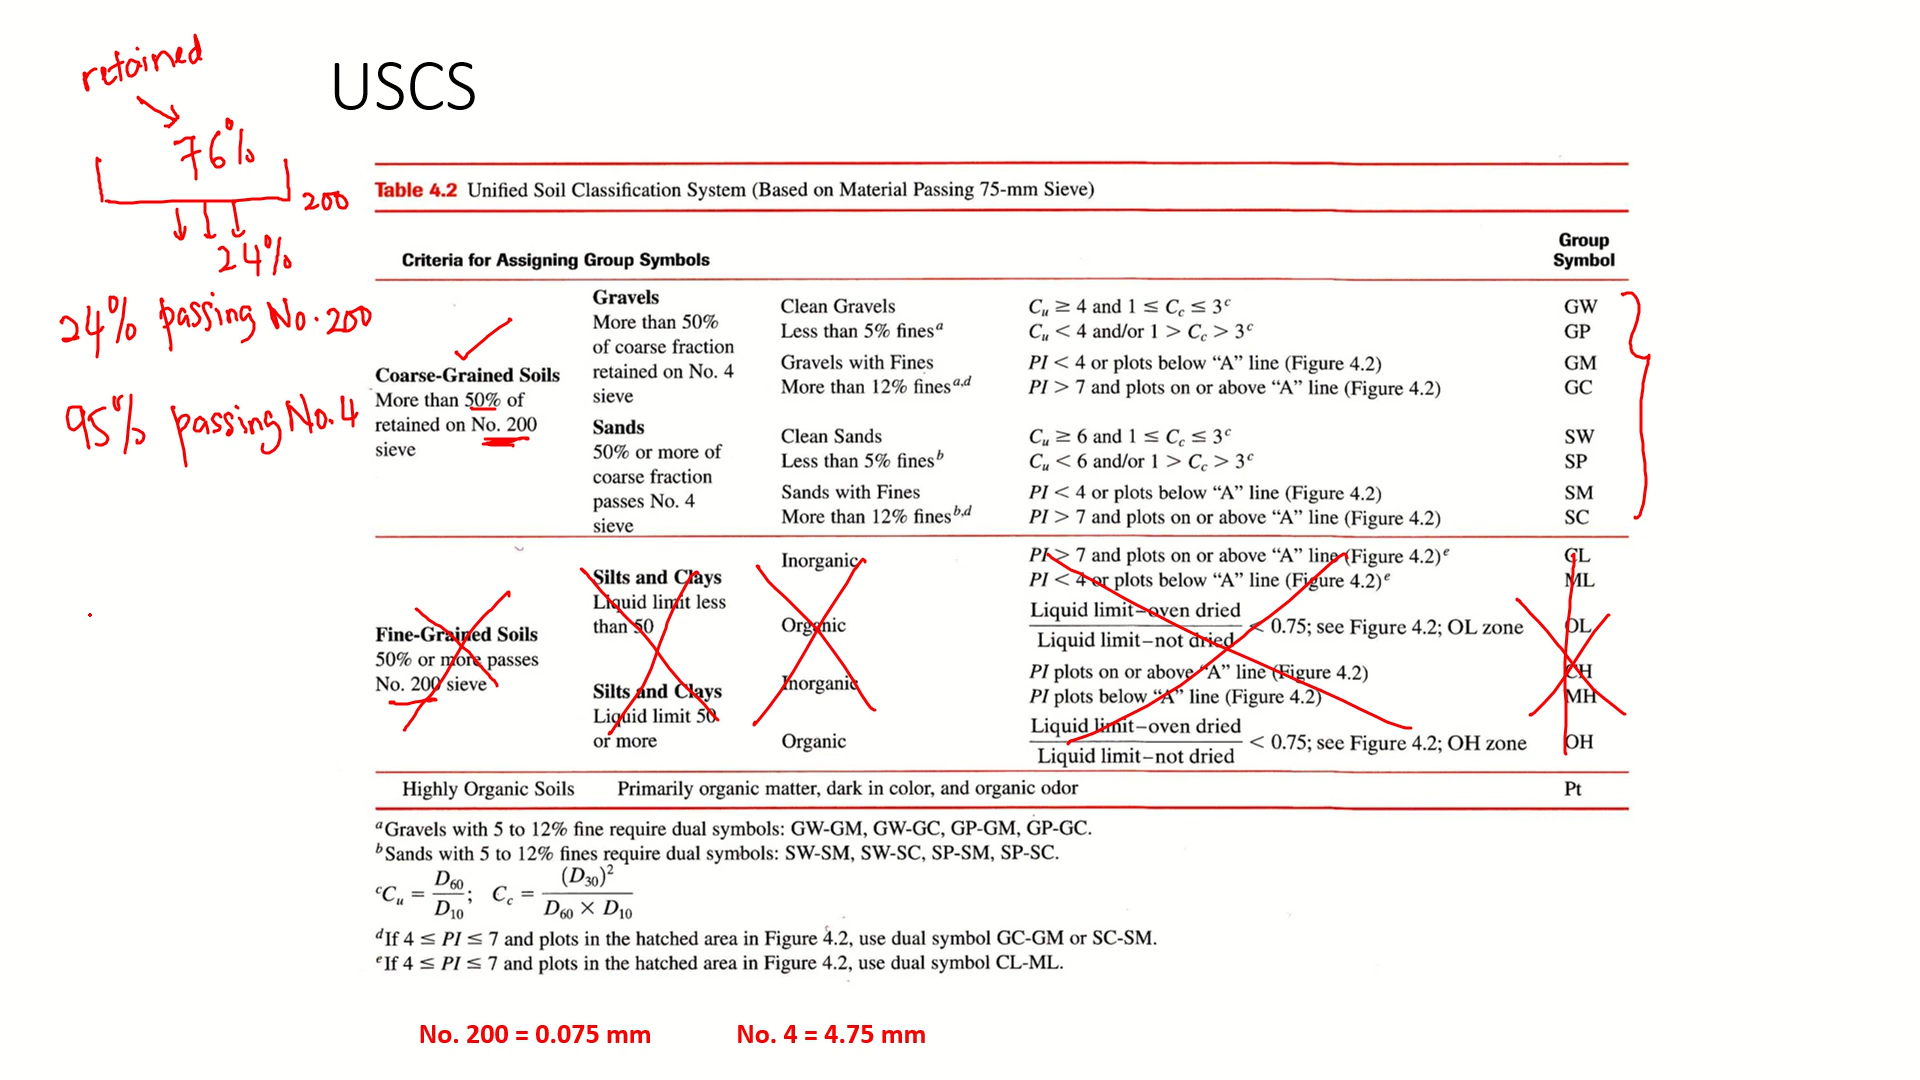 retained
USCS
76%
200
24%
24% passing No. 200
95% passing No. 4
Table 4.2 Unified Soil Classification System (Based on Material Passing 75-mm Sieve)
Criteria for Assigning Group Symbols
Group
Symbol
Coarse-Grained Soils
More than 50% of
retained on No. 200
sieve
Gravels
More than 50%
of coarse fraction
retained on No. 4
sieve
Clean Gravels
Less than 5% fines^a
Cu ≥ 4 and 1 ≤ Cc ≤ 3^c
GW
Cu < 4 and/or 1 > Cc > 3^c
GP
Gravels with Fines
More than 12% fines^a,d
PI < 4 or plots below “A” line (Figure 4.2)
GM
PI > 7 and plots on or above “A” line (Figure 4.2)
GC
Sands
50% or more of
coarse fraction
passes No. 4
sieve
Clean Sands
Less than 5% fines^b
Cu ≥ 6 and 1 ≤ Cc ≤ 3^c
SW
Cu < 6 and/or 1 > Cc > 3^c
SP
Sands with Fines
More than 12% fines^b,d
PI < 4 or plots below “A” line (Figure 4.2)
SM
PI > 7 and plots on or above “A” line (Figure 4.2)
SC
Fine-Grained Soils
50% or more passes
No. 200 sieve
Silts and Clays
Liquid limit less
than 50
Inorganic
PI > 7 and plots on or above “A” line (Figure 4.2)^e
CL
PI < 4 or plots below “A” line (Figure 4.2)^e
ML
Organic
Liquid limit–oven dried
Liquid limit–not dried
< 0.75; see Figure 4.2; OL zone
OL
Silts and Clays
Liquid limit 50
or more
Inorganic
PI plots on or above “A” line (Figure 4.2)
CH
PI plots below “A” line (Figure 4.2)
MH
Organic
Liquid limit–oven dried
Liquid limit–not dried
< 0.75; see Figure 4.2; OH zone
OH
Highly Organic Soils
Primarily organic matter, dark in color, and organic odor
Pt
^a Gravels with 5 to 12% fine require dual symbols: GW-GM, GW-GC, GP-GM, GP-GC.
^b Sands with 5 to 12% fines require dual symbols: SW-SM, SW-SC, SP-SM, SP-SC.
^c Cu = D60 / D10; Cc = (D30)² / D60 × D10
^d If 4 ≤ PI ≤ 7 and plots in the hatched area in Figure 4.2, use dual symbol GC-GM or SC-SM.
^e If 4 ≤ PI ≤ 7 and plots in the hatched area in Figure 4.2, use dual symbol CL-ML.
No. 200 = 0.075 mm
No. 4 = 4.75 mm